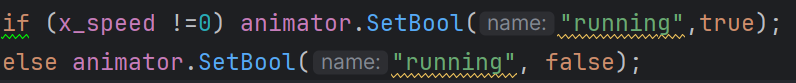 if (x_speed !=0) animator.SetBool(name:"running",true);
else animator.SetBool(name:"running", false);